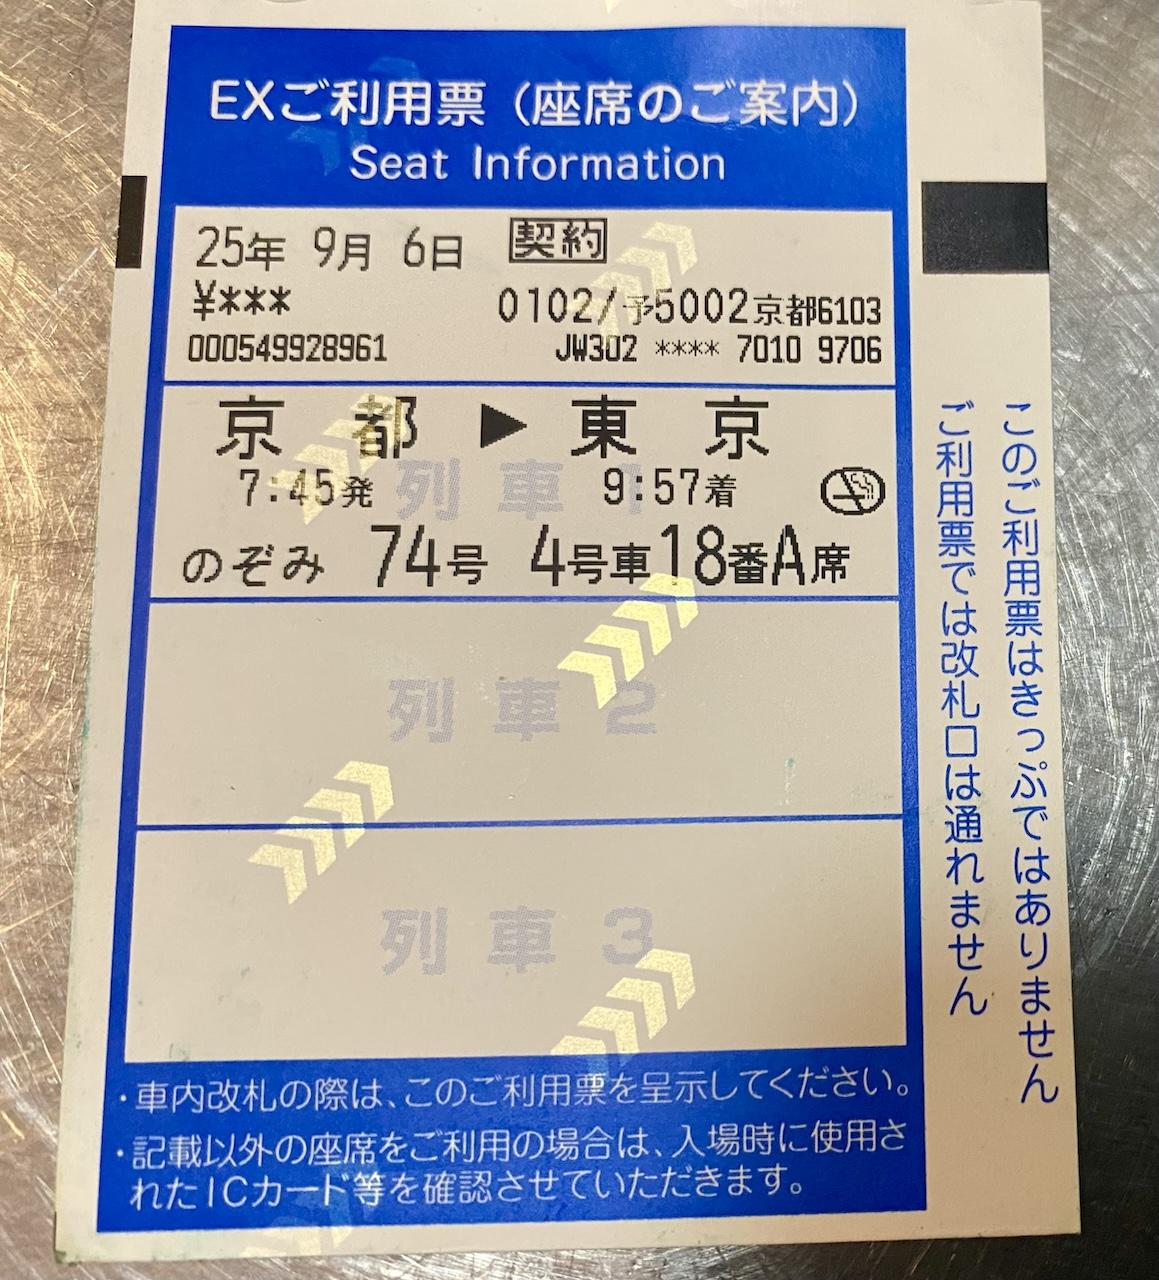 EXご利用票（座席のご案内）
Seat Information
25年 9月 6日 契約
¥***
0102/予5002京都6103
000549928961
JW302 **** 7010 9706
京都 ▶ 東京
7:45発 9:57着
列車 1
のぞみ 74号 4号車18番A席
列車 2
列車 3
・車内改札の際は、このご利用票を呈示してください。
・記載以外の座席をご利用の場合は、入場時に使用さ
れたICカード等を確認させていただきます。
このご利用票はきっぷではありません
ご利用票では改札口は通れません